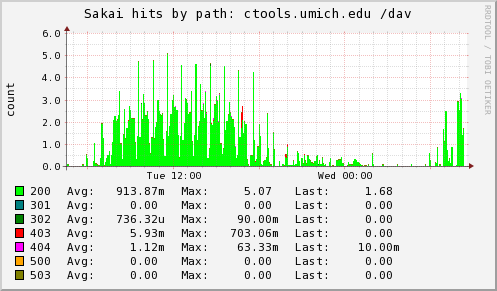 Sakai hits by path: ctools.umich.edu /dav
RRDTOOL / TOBI OETIKER
count
6.0
5.0
4.0
3.0
2.0
1.0
0.0
Tue 12:00 Wed 00:00
200 Avg: 913.87m Max: 5.07 Last: 1.68
301 Avg: 0.00 Max: 0.00 Last: 0.00
302 Avg: 736.32u Max: 90.00m Last: 0.00
403 Avg: 5.93m Max: 703.06m Last: 0.00
404 Avg: 1.12m Max: 63.33m Last: 10.00m
500 Avg: 0.00 Max: 0.00 Last: 0.00
503 Avg: 0.00 Max: 0.00 Last: 0.00